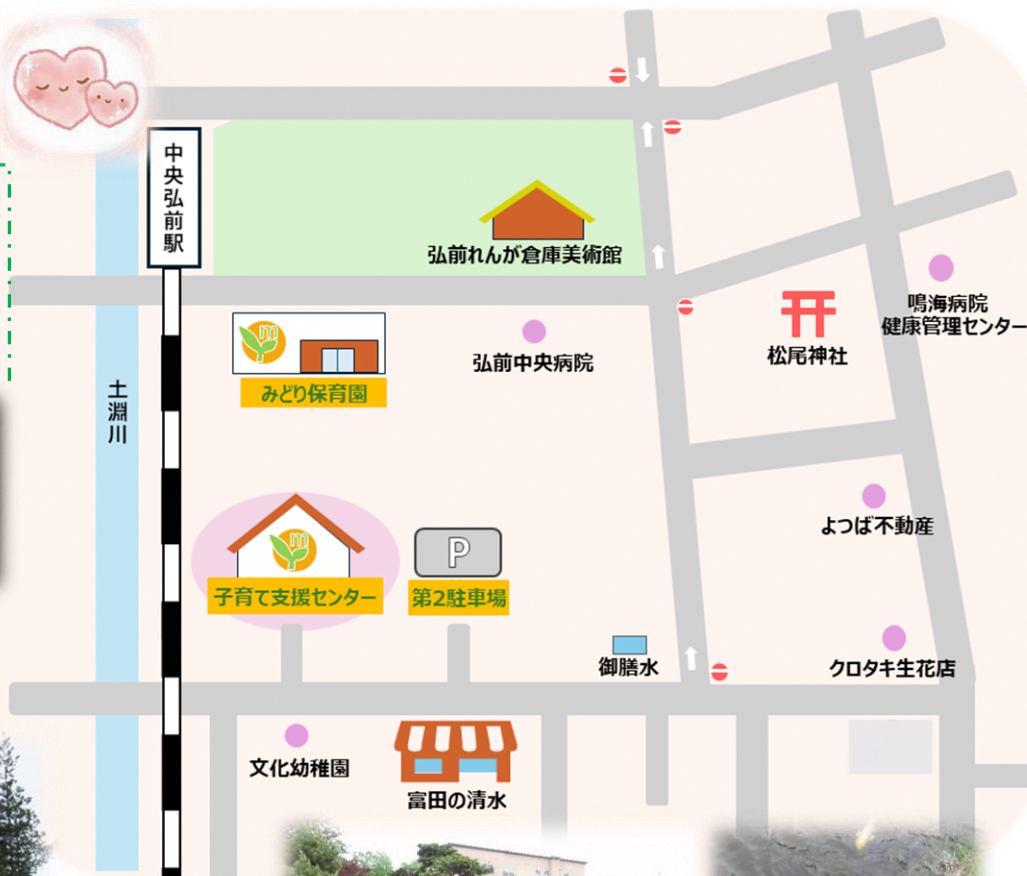 中央弘前駅
弘前れんが倉庫美術館
鳴海病院
健康管理センター
松尾神社
弘前中央病院
m
みどり保育園
土淵川
よつば不動産
m
P
子育て支援センター
第2駐車場
御膳水
クロタキ生花店
文化幼稚園
富田の清水